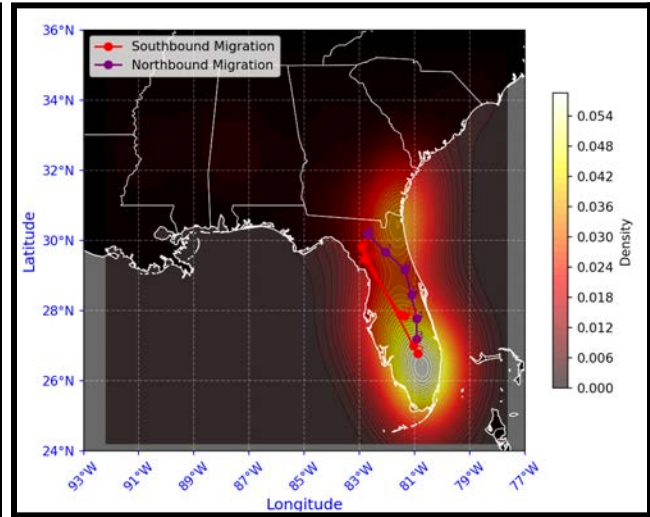 36°N
34°N
32°N
30°N
28°N
26°N
24°N
Latitude
Southbound Migration
Northbound Migration
93°W
91°W
89°W
87°W
85°W
83°W
81°W
79°W
77°W
Longitude
0.054
0.048
0.042
0.036
0.030
0.024
0.018
0.012
0.006
0.000
Density